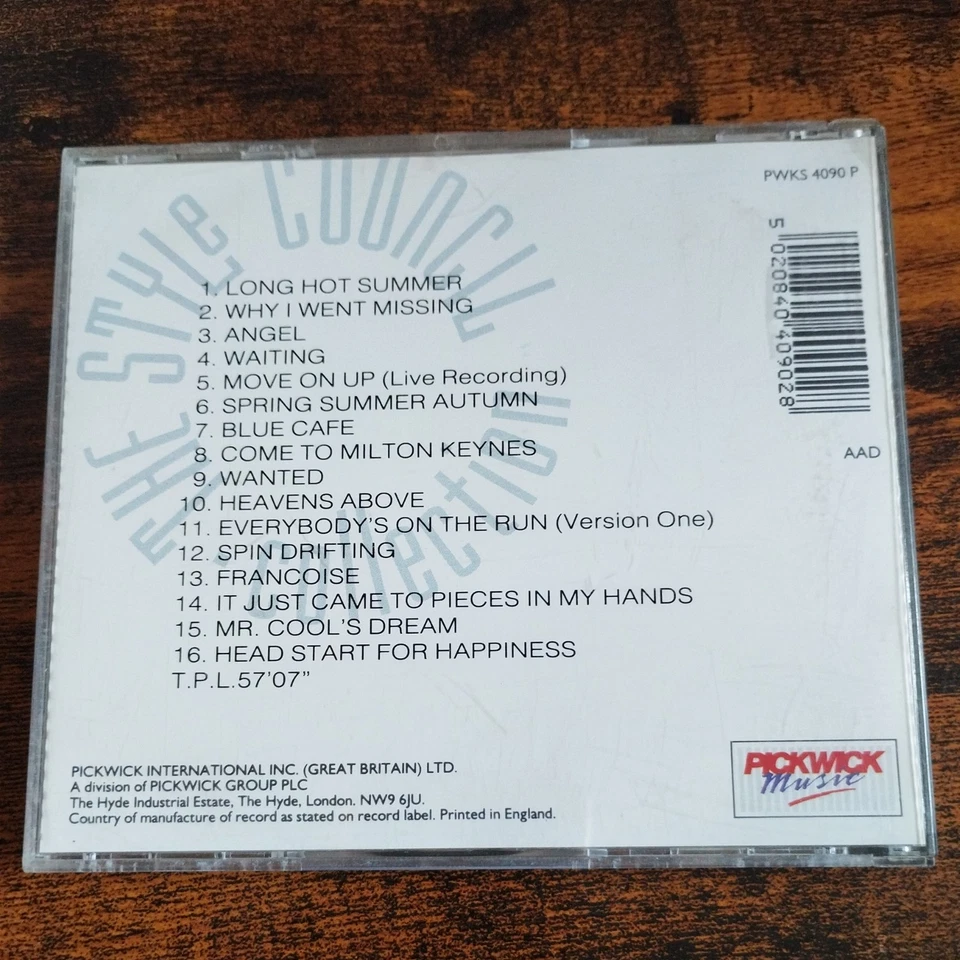 THE STYLE COUNCIL
Collection
PWKS 4090 P
5 020840 409028
AAD
1. LONG HOT SUMMER
2. WHY I WENT MISSING
3. ANGEL
4. WAITING
5. MOVE ON UP (Live Recording)
6. SPRING SUMMER AUTUMN
7. BLUE CAFE
8. COME TO MILTON KEYNES
9. WANTED
10. HEAVENS ABOVE
11. EVERYBODY'S ON THE RUN (Version One)
12. SPIN DRIFTING
13. FRANCOISE
14. IT JUST CAME TO PIECES IN MY HANDS
15. MR. COOL'S DREAM
16. HEAD START FOR HAPPINESS
T.P.L.57'07"
PICKWICK INTERNATIONAL INC. (GREAT BRITAIN) LTD.
A division of PICKWICK GROUP PLC
The Hyde Industrial Estate, The Hyde, London. NW9 6JU.
Country of manufacture of record as stated on record label. Printed in England.
PICKWICK
Music